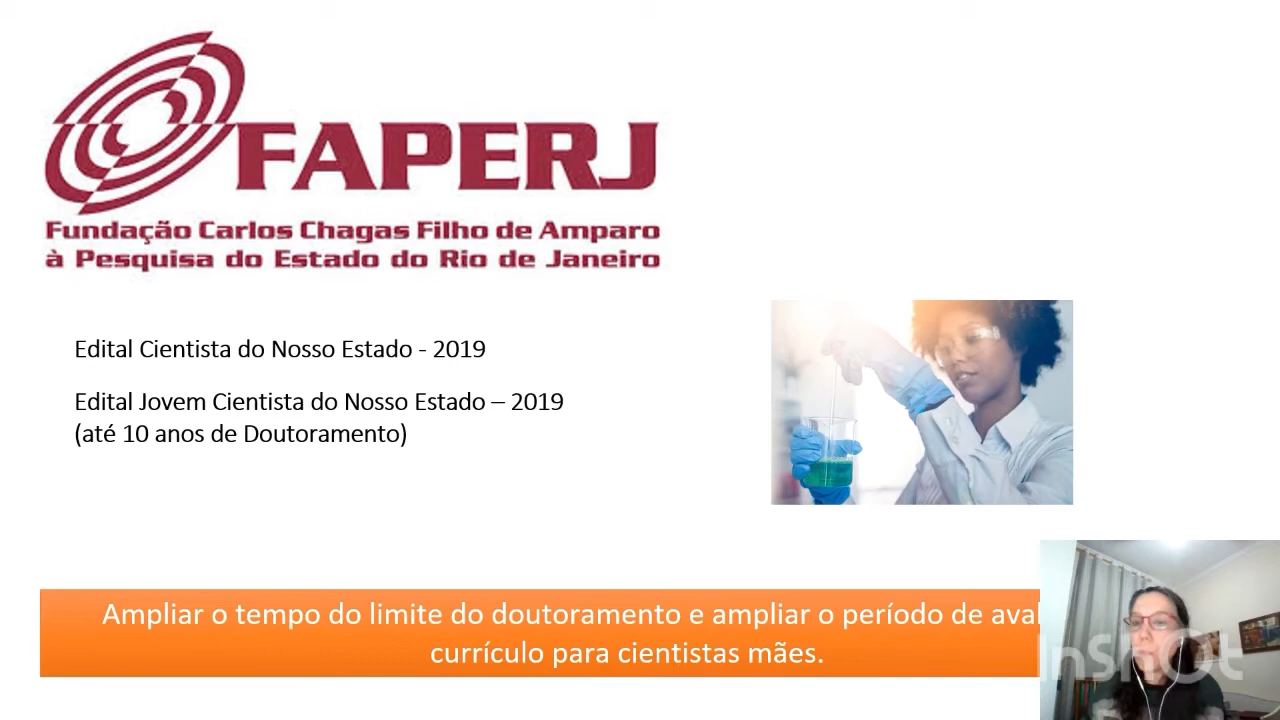 FAPERJ
Fundação Carlos Chagas Filho de Amparo
à Pesquisa do Estado do Rio de Janeiro
Edital Cientista do Nosso Estado - 2019
Edital Jovem Cientista do Nosso Estado – 2019
(até 10 anos de Doutoramento)
Ampliar o tempo do limite do doutoramento e ampliar o período de
currículo para cientistas mães.
InShOt